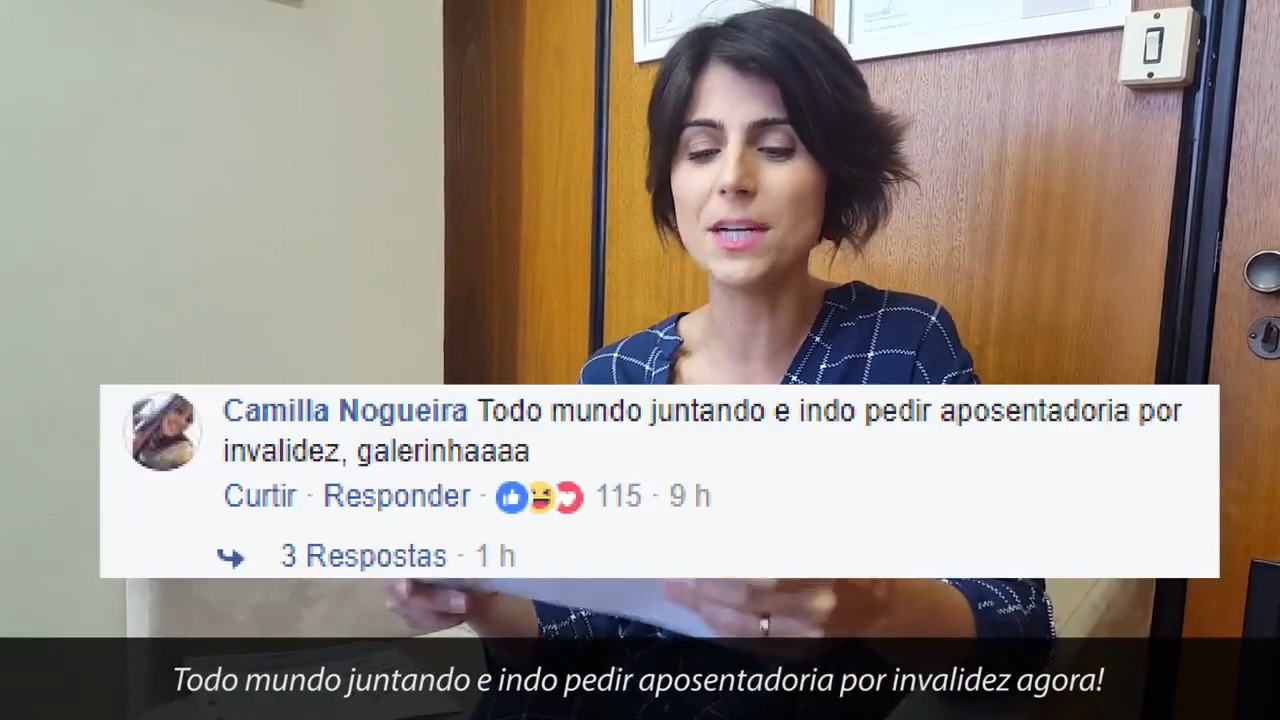 Camilla Nogueira Todo mundo juntando e indo pedir aposentadoria por
invalidez, galerinhaaaa
Curtir · Responder · 115 · 9 h
3 Respostas · 1 h
Todo mundo juntando e indo pedir aposentadoria por invalidez agora!